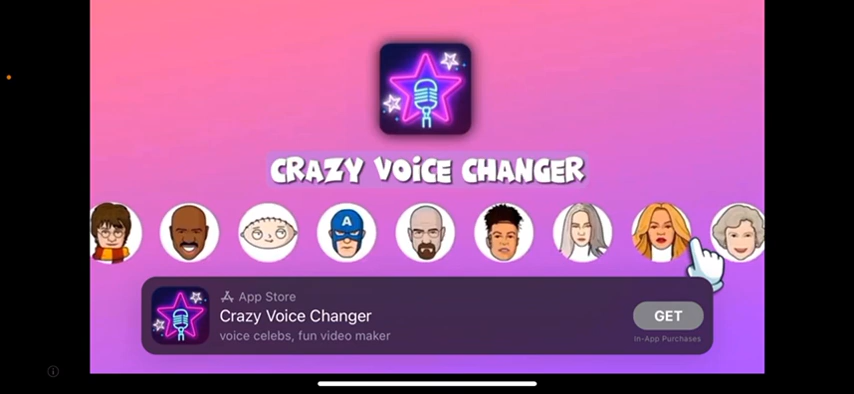 CRAZY VOiCE CHANGER
A
App Store
Crazy Voice Changer
voice celebs, fun video maker
GET
In-App Purchases